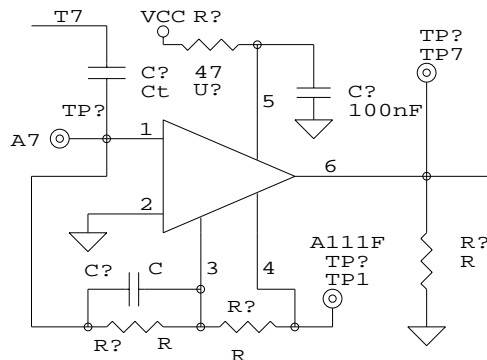 T7
VCC R?
47
U?
C?
Ct
TP?
A7
1
2
3
4
5
6
C?
100nF
TP?
TP7
A111F
TP?
TP1
R?
R
C? C
R?
R
R? R